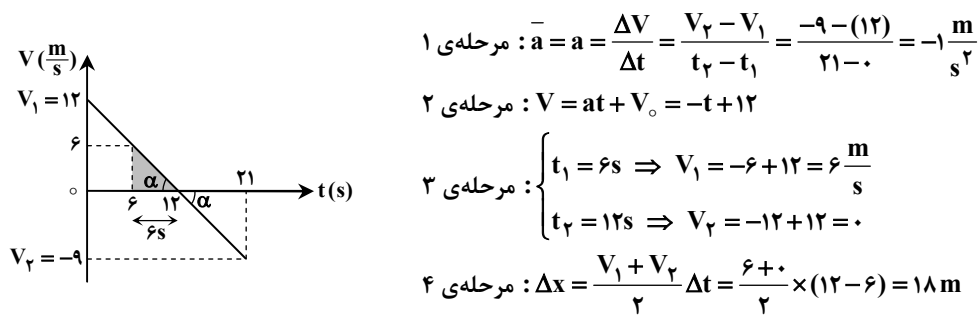 V (m/s)
V₁ = ۱۲
۶
۰
V₂ = −۹
α
α
۶
۱۲
۲۱
t (s)
۶s
مرحله‌ی ۱ : a̅ = a = ΔV/Δt = (V₂ − V₁)/(t₂ − t₁) = (−۹ − (۱۲))/(۲۱ − ۰) = −۱ m/s²
مرحله‌ی ۲ : V = at + V₀ = −t + ۱۲
مرحله‌ی ۳ : { t₁ = ۶s ⇒ V₁ = −۶ + ۱۲ = ۶ m/s
t₂ = ۱۲s ⇒ V₂ = −۱۲ + ۱۲ = ۰
مرحله‌ی ۴ : Δx = (V₁ + V₂)/۲ Δt = (۶ + ۰)/۲ × (۱۲ − ۶) = ۱۸ m